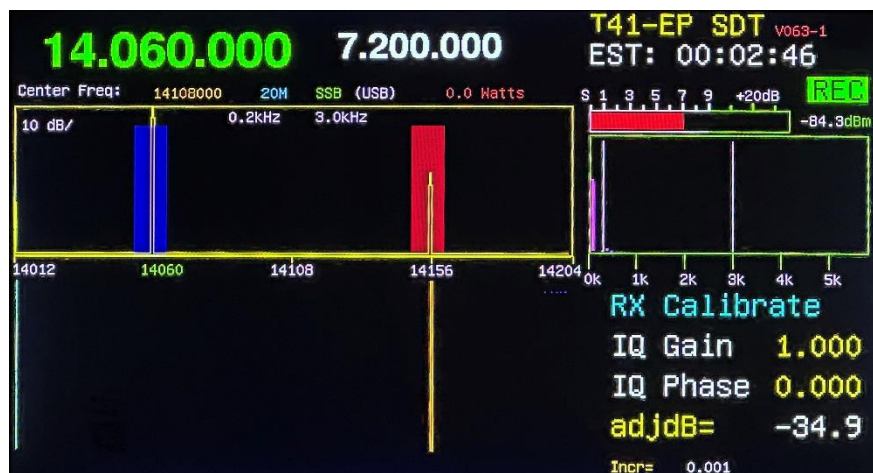 14.060.000 7.200.000
T41-EP SDT V063-1
EST: 00:02:46
Center Freq: 14108000 20M SSB (USB) 0.0 Watts
S 1 3 5 7 9 +20dB REC
-84.3dBm
10 dB/ 0.2kHz 3.0kHz
14012 14060 14108 14156 14204
0k 1k 2k 3k 4k 5k
RX Calibrate
IQ Gain 1.000
IQ Phase 0.000
adjdB= -34.9
Incr= 0.001